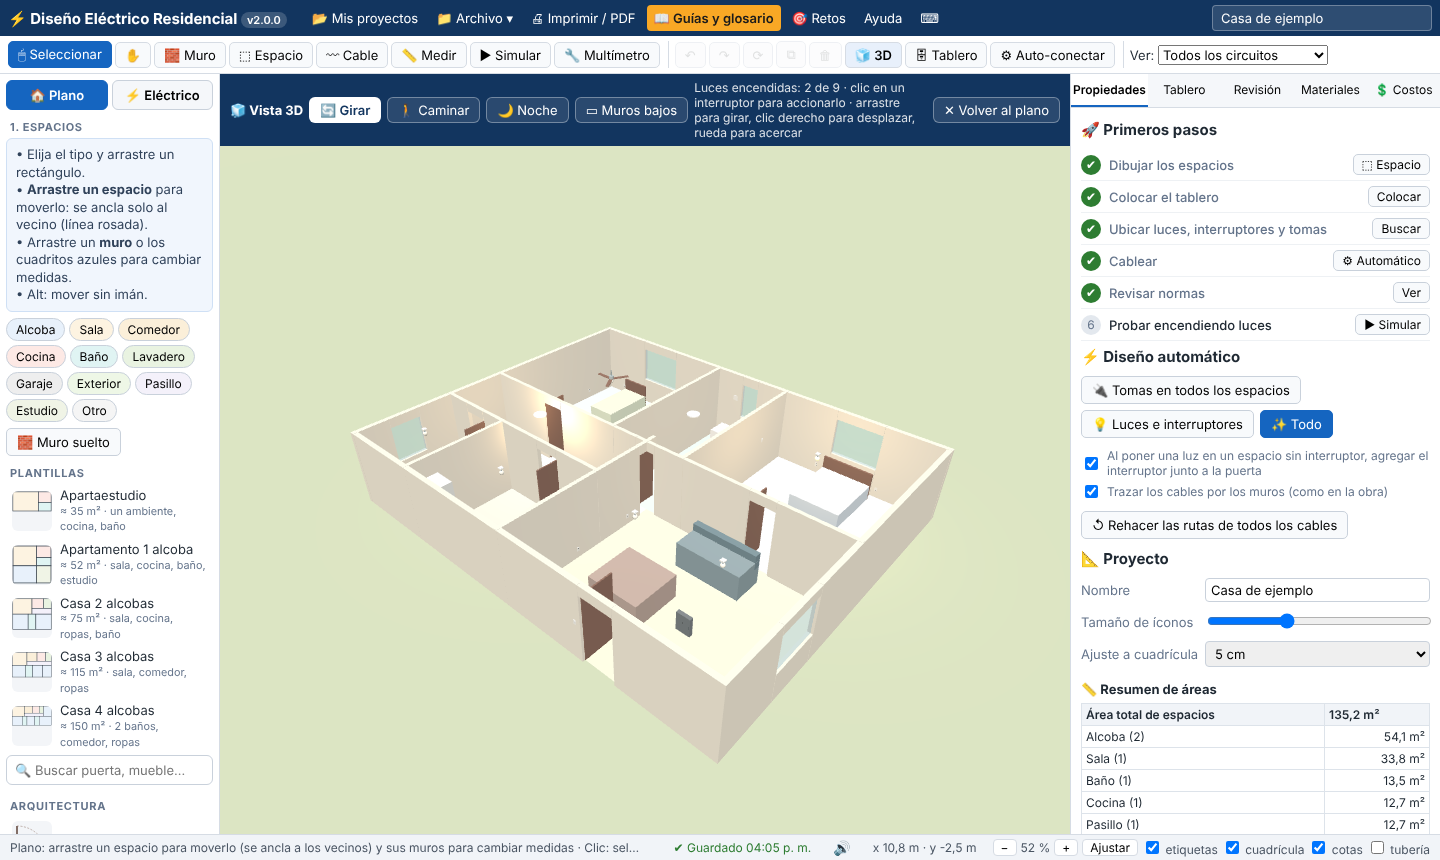 ⚡ Diseño Eléctrico Residencial v2.0.0
📂 Mis proyectos
📁 Archivo ▾
🖨 Imprimir / PDF
📖 Guías y glosario
🎯 Retos
Ayuda
Casa de ejemplo
Seleccionar
Muro
Espacio
Cable
Medir
▶ Simular
Multímetro
3D
Tablero
Auto-conectar
Ver: Todos los circuitos
🏠 Plano
⚡ Eléctrico
1. ESPACIOS
• Elija el tipo y arrastre un
rectángulo.
• Arrastre un espacio para
moverlo: se ancla solo al
vecino (línea rosada).
• Arrastre un muro o los
cuadritos azules para cambiar
medidas.
• Alt: mover sin imán.
Alcoba
Sala
Comedor
Cocina
Baño
Lavadero
Garaje
Exterior
Pasillo
Estudio
Otro
🧱 Muro suelto
PLANTILLAS
Apartaestudio
≈ 35 m² · un ambiente,
cocina, baño
Apartamento 1 alcoba
≈ 52 m² · sala, cocina, baño,
estudio
Casa 2 alcobas
≈ 75 m² · sala, cocina,
ropas, baño
Casa 3 alcobas
≈ 115 m² · sala, comedor,
ropas
Casa 4 alcobas
≈ 150 m² · 2 baños,
comedor, ropas
🔍 Buscar puerta, mueble...
ARQUITECTURA
Vista 3D
Girar
Caminar
Noche
Muros bajos
Luces encendidas: 2 de 9 · clic en un
interruptor para accionarlo · arrastre
para girar, clic derecho para desplazar,
rueda para acercar
✕ Volver al plano
Propiedades
Tablero
Revisión
Materiales
💲 Costos
🚀 Primeros pasos
✔ Dibujar los espacios
Espacio
✔ Colocar el tablero
Colocar
✔ Ubicar luces, interruptores y tomas
Buscar
✔ Cablear
⚙ Automático
✔ Revisar normas
Ver
6 Probar encendiendo luces
▶ Simular
⚡ Diseño automático
🔌 Tomas en todos los espacios
💡 Luces e interruptores
✨ Todo
Al poner una luz en un espacio sin interruptor, agregar el
interruptor junto a la puerta
Trazar los cables por los muros (como en la obra)
↺ Rehacer las rutas de todos los cables
📐 Proyecto
Nombre Casa de ejemplo
Tamaño de íconos
Ajuste a cuadrícula 5 cm
📏 Resumen de áreas
Área total de espacios 135,2 m²
Alcoba (2) 54,1 m²
Sala (1) 33,8 m²
Baño (1) 13,5 m²
Cocina (1) 12,7 m²
Pasillo (1) 12,7 m²
Plano: arrastre un espacio para moverlo (se ancla a los vecinos) y sus muros para cambiar medidas · Clic: sel...
✔ Guardado 04:05 p. m.
x 10,8 m · y -2,5 m
− 52 % +
Ajustar
etiquetas
cuadrícula
cotas
tubería